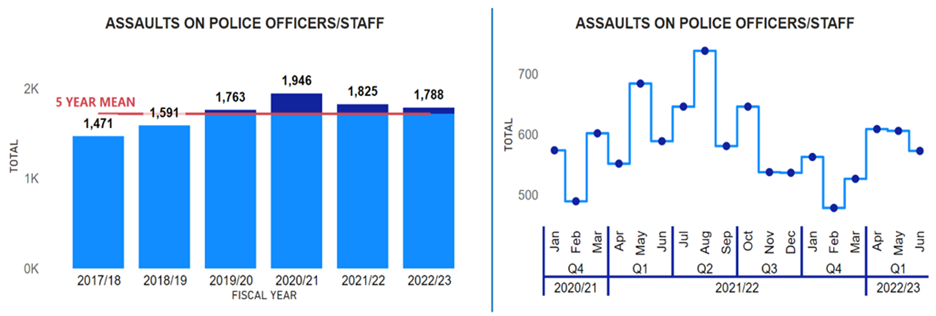 ASSAULTS ON POLICE OFFICERS/STAFF
2K
1K
0K
TOTAL
5 YEAR MEAN
1,471
1,591
1,763
1,946
1,825
1,788
2017/18 2018/19 2019/20 2020/21 2021/22 2022/23
FISCAL YEAR
ASSAULTS ON POLICE OFFICERS/STAFF
700
600
500
TOTAL
Jan Feb Mar Apr May Jun Jul Aug Sep Oct Nov Dec Jan Feb Mar Apr May Jun
Q4 Q1 Q2 Q3 Q4 Q1
2020/21 2021/22 2022/23